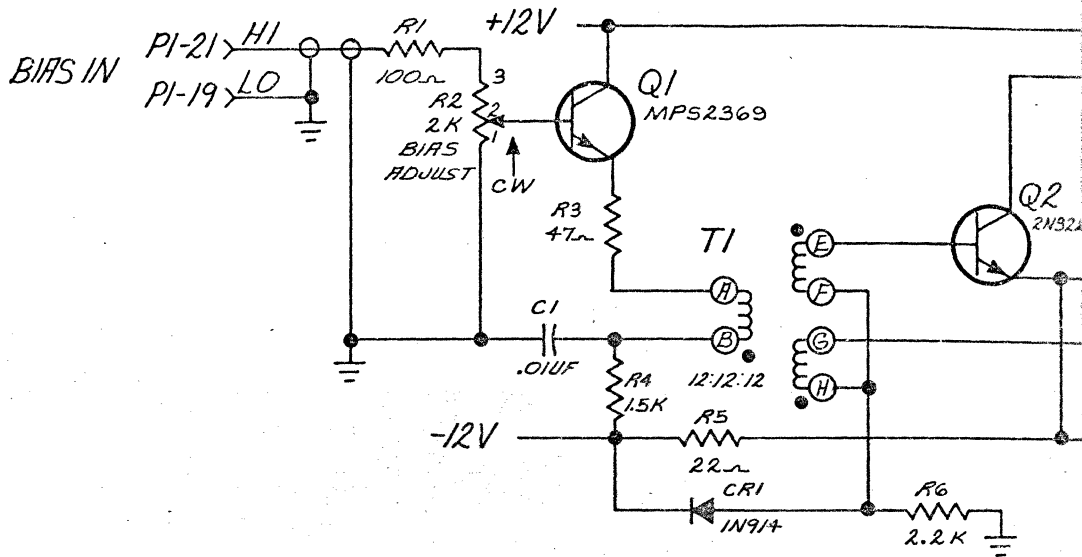 BIAS IN
P1-21 HI
P1-19 LO
R1
100Ω
+12V
3
R2
2
2K
1
BIAS
ADJUST
CW
Q1
MPS2369
R3
47Ω
T1
A
B
E
F
G
H
12:12:12
Q2
C1
.01UF
R4
1.5K
-12V
R5
22Ω
CR1
1N914
R6
2.2K